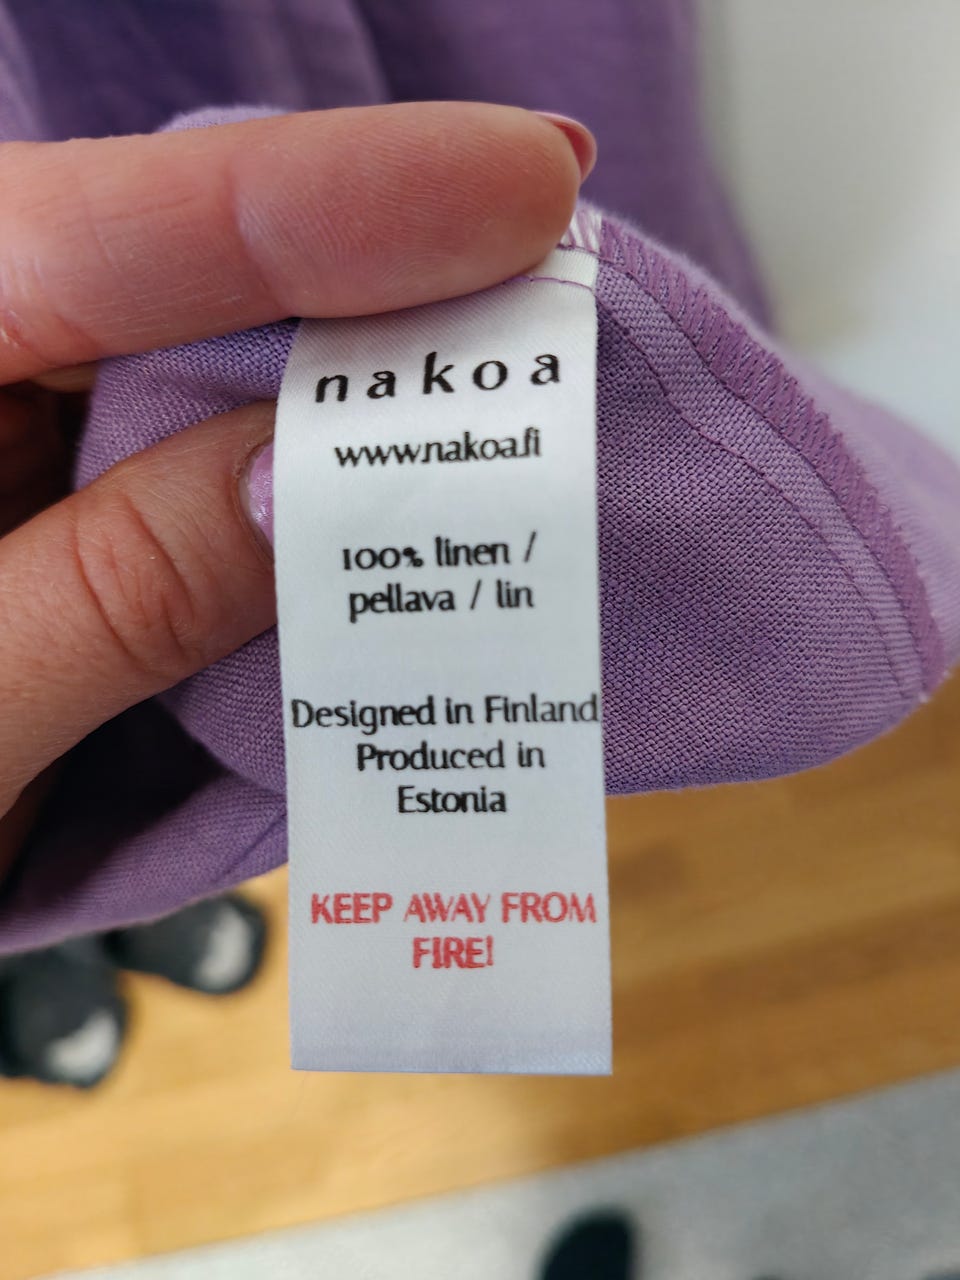 nakoa
www.nakoa.fi
100% linen /
pellava / lin
Designed in Finland
Produced in
Estonia
KEEP AWAY FROM
FIRE!